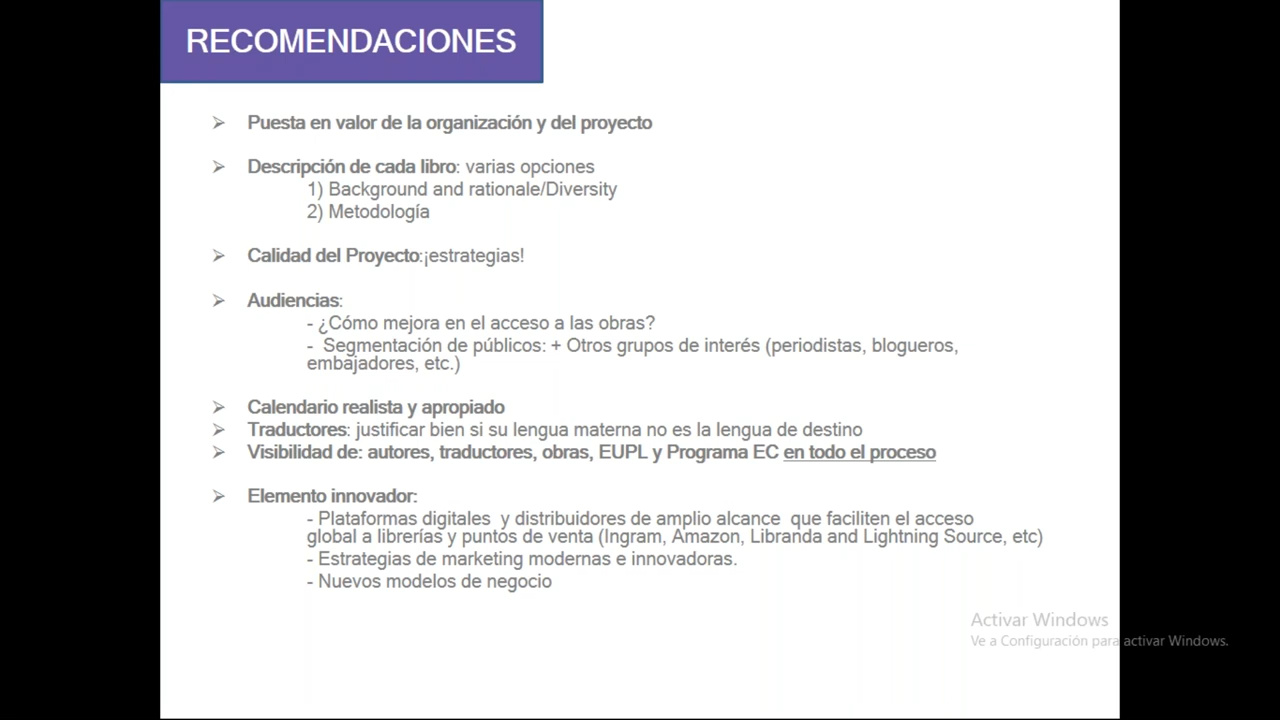 RECOMENDACIONES
➢ Puesta en valor de la organización y del proyecto
➢ Descripción de cada libro: varias opciones
1) Background and rationale/Diversity
2) Metodología
➢ Calidad del Proyecto:¡estrategias!
➢ Audiencias:
- ¿Cómo mejora en el acceso a las obras?
- Segmentación de públicos: + Otros grupos de interés (periodistas, blogueros,
embajadores, etc.)
➢ Calendario realista y apropiado
➢ Traductores: justificar bien si su lengua materna no es la lengua de destino
➢ Visibilidad de: autores, traductores, obras, EUPL y Programa EC en todo el proceso
➢ Elemento innovador:
- Plataformas digitales y distribuidores de amplio alcance que faciliten el acceso
global a librerías y puntos de venta (Ingram, Amazon, Libranda and Lightning Source, etc)
- Estrategias de marketing modernas e innovadoras.
- Nuevos modelos de negocio
Activar Windows
Ve a Configuración para activar Windows.